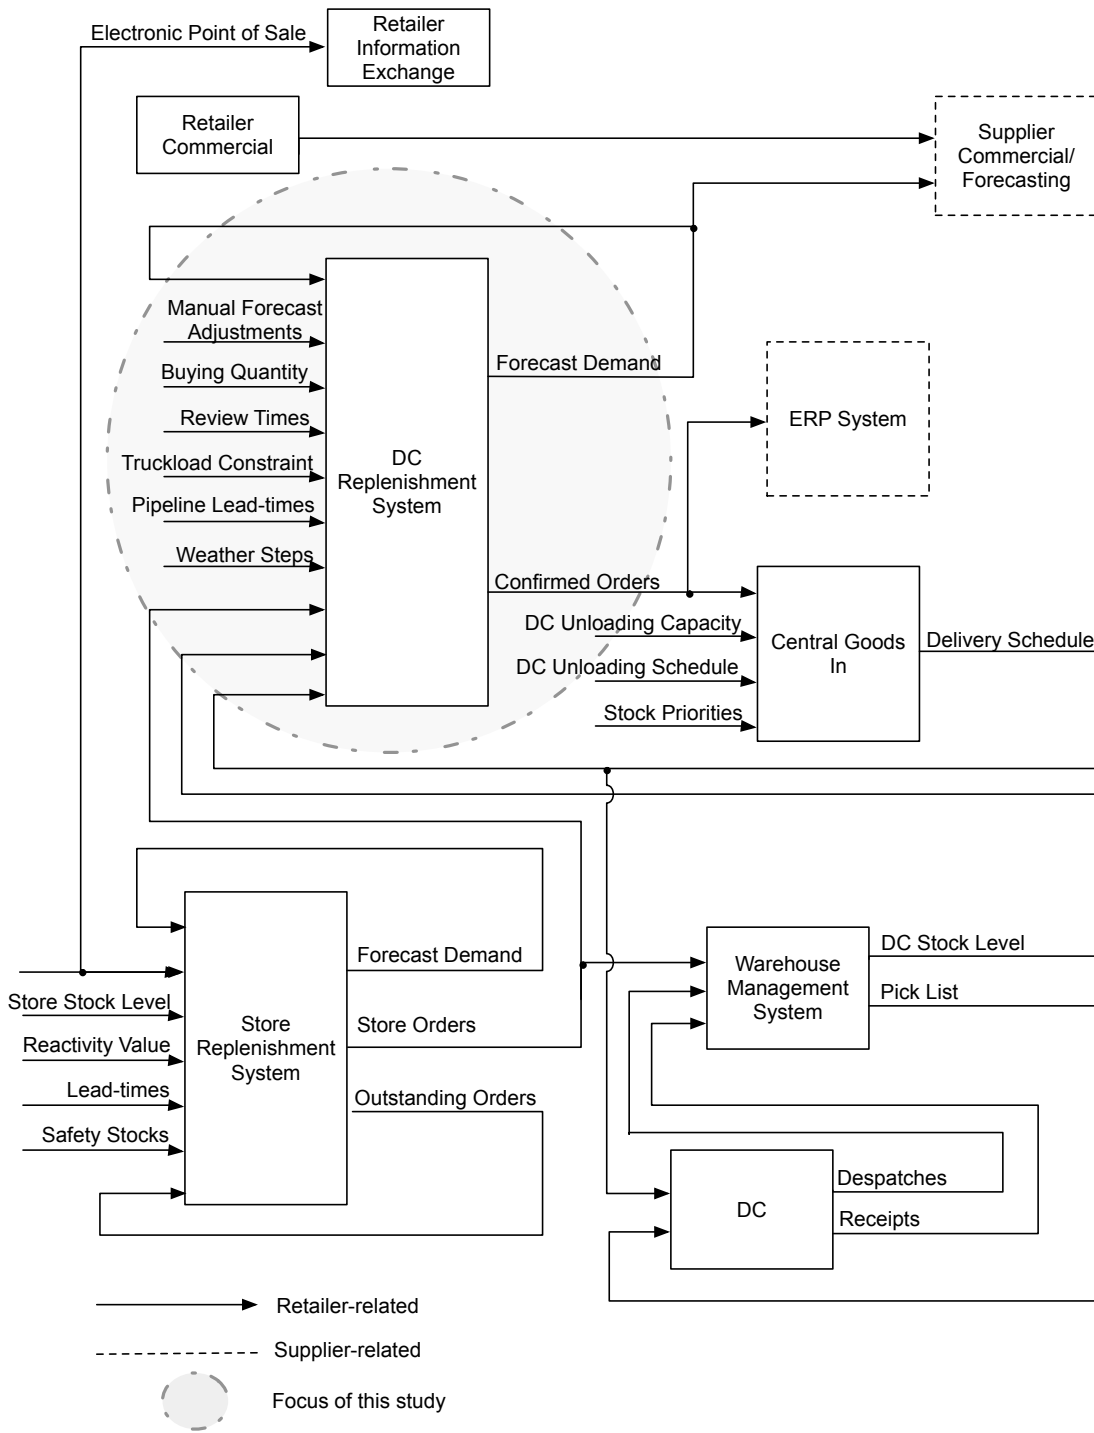 Electronic Point of Sale
Retailer
Information
Exchange
Retailer
Commercial
Supplier
Commercial/
Forecasting
Manual Forecast
Adjustments
Buying Quantity
Review Times
Truckload Constraint
Pipeline Lead-times
Weather Steps
DC
Replenishment
System
Forecast Demand
Confirmed Orders
ERP System
DC Unloading Capacity
DC Unloading Schedule
Stock Priorities
Central Goods
In
Delivery Schedule
Store Stock Level
Reactivity Value
Lead-times
Safety Stocks
Store
Replenishment
System
Forecast Demand
Store Orders
Outstanding Orders
Warehouse
Management
System
DC Stock Level
Pick List
DC
Despatches
Receipts
Retailer-related
Supplier-related
Focus of this study